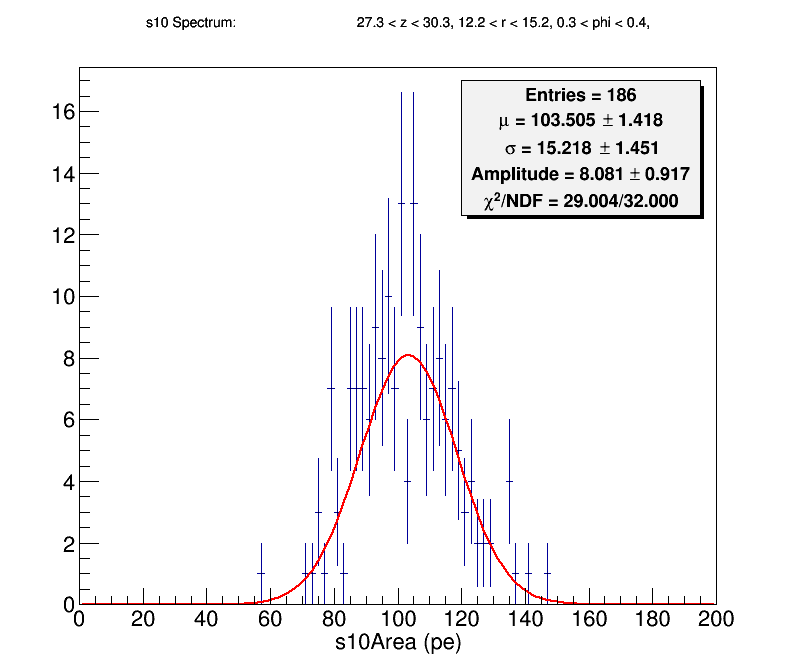 s10 Spectrum: 27.3 < z < 30.3, 12.2 < r < 15.2, 0.3 < phi < 0.4,
Entries = 186
μ = 103.505 ± 1.418
σ = 15.218 ± 1.451
Amplitude = 8.081 ± 0.917
χ²/NDF = 29.004/32.000
16
14
12
10
8
6
4
2
0
0 20 40 60 80 100 120 140 160 180 200
s10Area (pe)